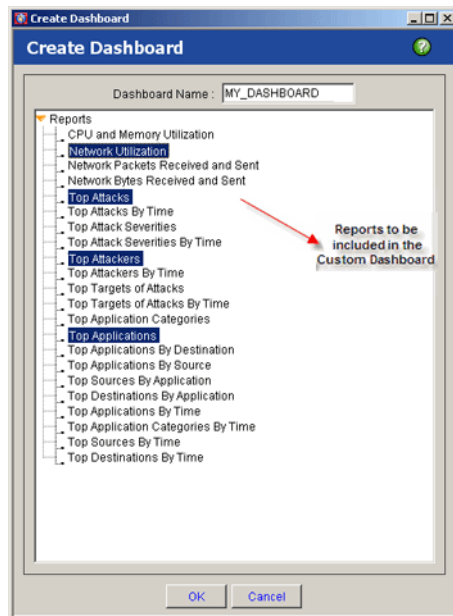 Create Dashboard
Create Dashboard
?
Dashboard Name : MY_DASHBOARD
Reports
CPU and Memory Utilization
Network Utilization
Network Packets Received and Sent
Network Bytes Received and Sent
Top Attacks
Top Attacks By Time
Top Attack Severities
Top Attack Severities By Time
Top Attackers
Top Attackers By Time
Top Targets of Attacks
Top Targets of Attacks By Time
Top Application Categories
Top Applications
Top Applications By Destination
Top Applications By Source
Top Sources By Application
Top Destinations By Application
Top Applications By Time
Top Application Categories By Time
Top Sources By Time
Top Destinations By Time
Reports to be
included in the
Custom Dashboard
OK
Cancel